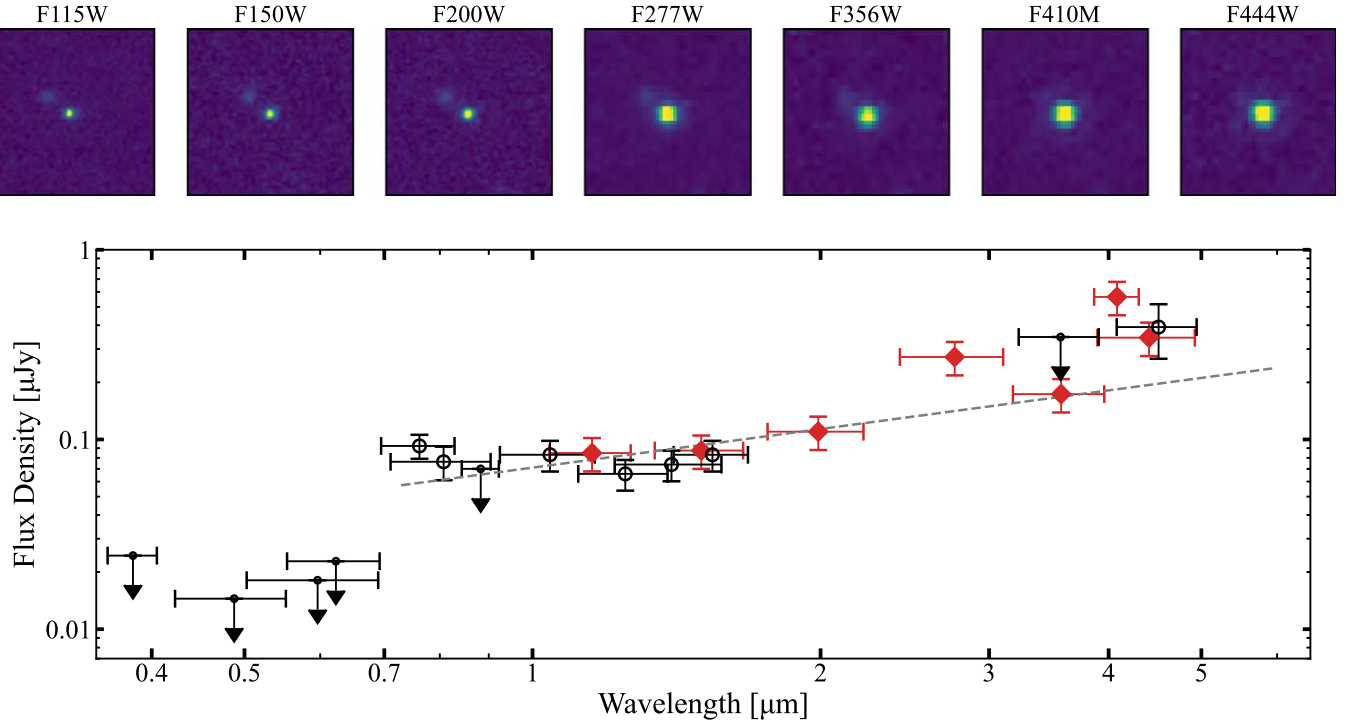 F115W F150W F200W F277W F356W F410M F444W
1
0.1
0.01
Flux Density [μJy]
0.4 0.5 0.7 1 2 3 4 5
Wavelength [μm]